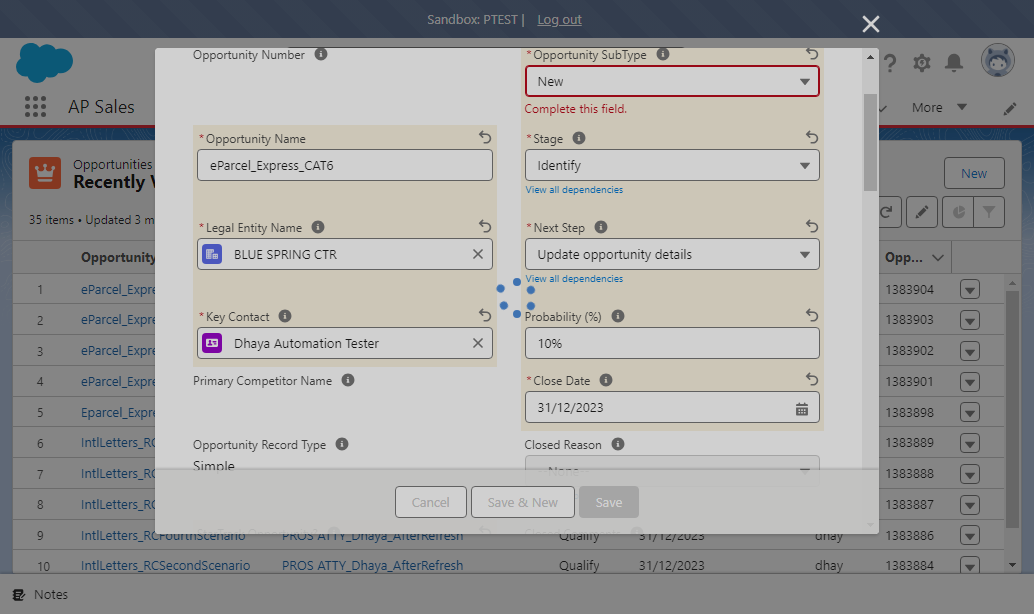 Sandbox: PTEST | Log out
AP Sales
More
Opportunities
Recently V
New
35 items • Updated 3 m
Opportunity
Opp...
1 eParcel_Expre 1383904
2 eParcel_Expre 1383903
3 eParcel_Expre 1383902
4 eParcel_Expre 1383901
5 Eparcel_Expre 1383898
6 IntlLetters_RC 1383889
7 IntlLetters_RC 1383888
8 IntlLetters_RC 1383887
9 IntlLetters_RCFourthScenario PROS ATTY_Dhaya_AfterRefresh Qualify 31/12/2023 dhay 1383886
10 IntlLetters_RCSecondScenario PROS ATTY_Dhaya_AfterRefresh Qualify 31/12/2023 dhay 1383884
Opportunity Number
*Opportunity SubType
New
Complete this field.
*Opportunity Name
eParcel_Express_CAT6
*Stage
Identify
View all dependencies
*Legal Entity Name
BLUE SPRING CTR
*Next Step
Update opportunity details
View all dependencies
*Key Contact
Dhaya Automation Tester
Probability (%)
10%
Primary Competitor Name
*Close Date
31/12/2023
Opportunity Record Type
Simple
Closed Reason
--None--
Cancel
Save & New
Save
Notes